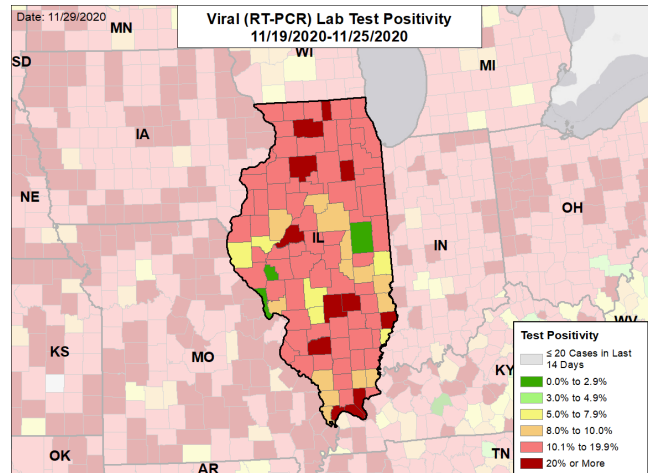 Date: 11/29/2020
Viral (RT-PCR) Lab Test Positivity
11/19/2020-11/25/2020
MN
WI
SD
MI
IA
NE
OH
IL
IN
WV
KS
MO
KY
OK
AR
TN
Test Positivity
≤ 20 Cases in Last
14 Days
0.0% to 2.9%
3.0% to 4.9%
5.0% to 7.9%
8.0% to 10.0%
10.1% to 19.9%
20% or More